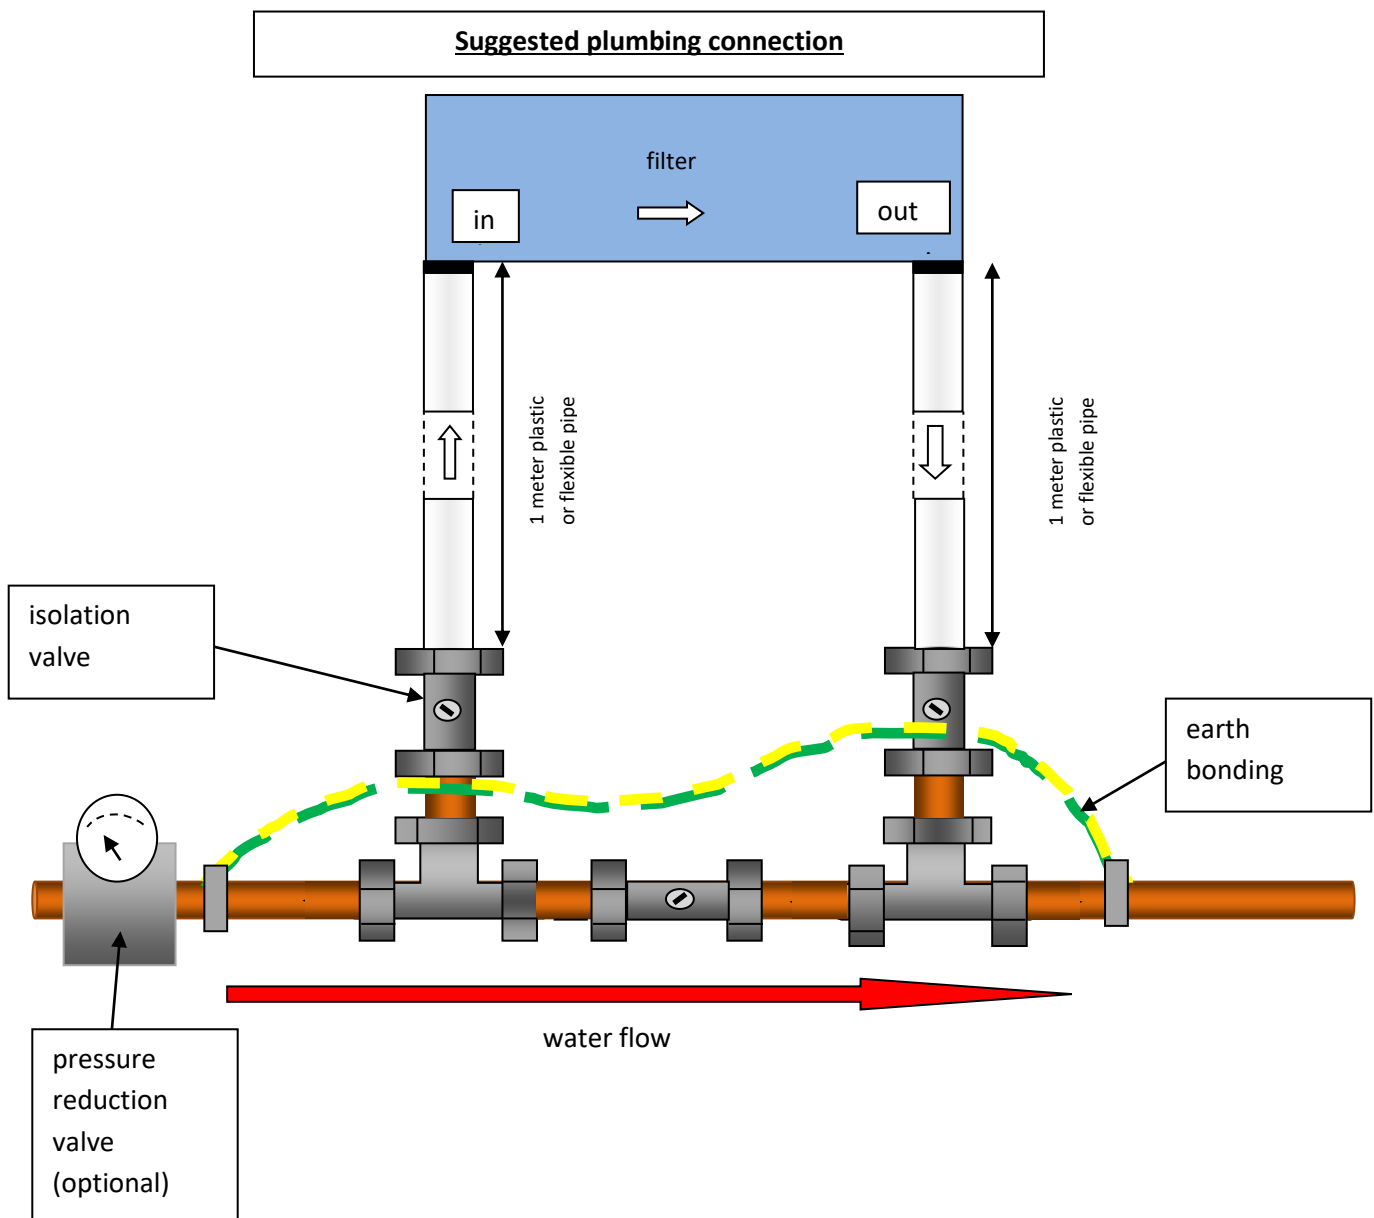 Suggested plumbing connection
filter
in
out
1 meter plastic
or flexible pipe
1 meter plastic
or flexible pipe
isolation
valve
earth
bonding
water flow
pressure
reduction
valve
(optional)